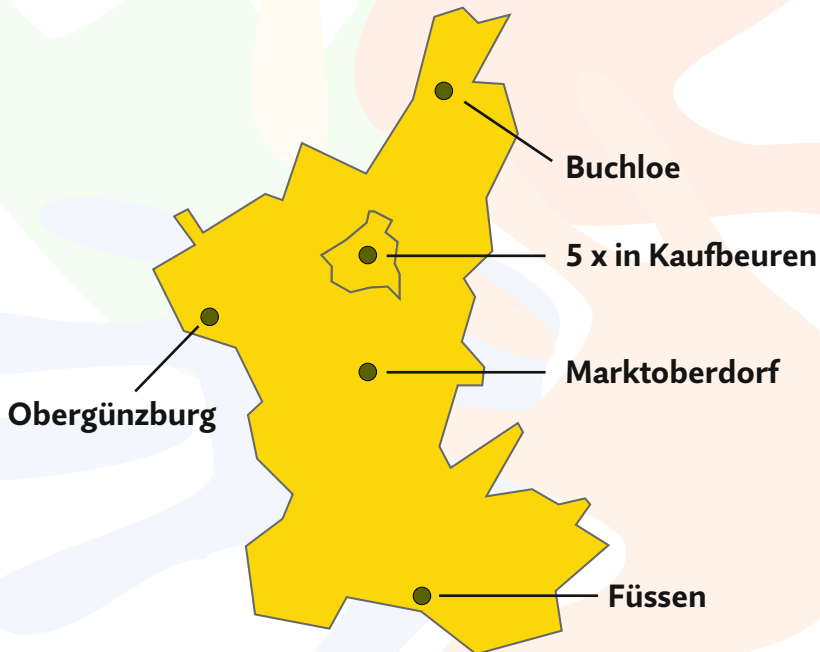 Buchloe
5 x in Kaufbeuren
Marktoberdorf
Obergünzburg
Füssen